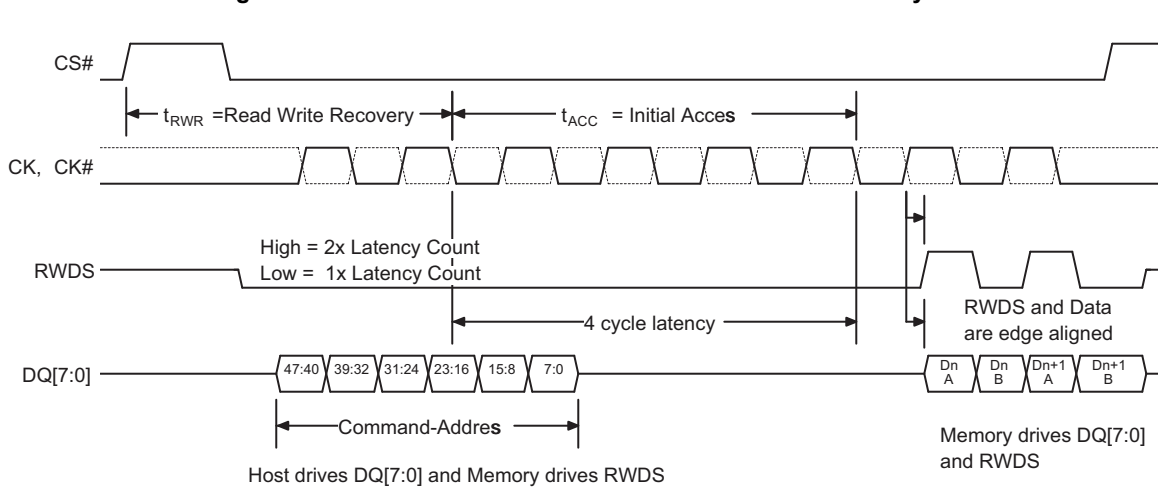 CS#
t_RWR =Read Write Recovery
t_ACC = Initial Acces s
CK, CK#
High = 2x Latency Count
Low = 1x Latency Count
RWDS
4 cycle latency
RWDS and Data
are edge aligned
DQ[7:0]
47:40 39:32 31:24 23:16 15:8 7:0
Dn A Dn B Dn+1 A Dn+1 B
Command-Address
Memory drives DQ[7:0]
and RWDS
Host drives DQ[7:0] and Memory drives RWDS